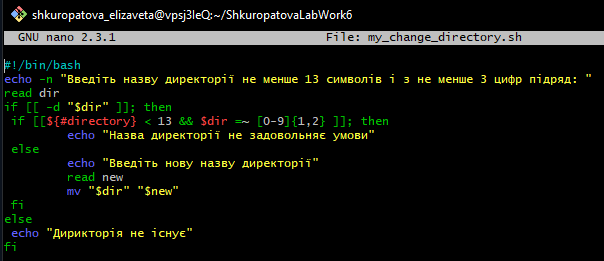 shkuropatova_elizaveta@vpsj3IeQ:~/ShkuropatovaLabWork6
GNU nano 2.3.1 File: my_change_directory.sh
#!/bin/bash
echo -n "Введіть назву директорії не менше 13 символів і з не менше 3 цифр підряд: "
read dir
if [[ -d "$dir" ]]; then
if [[${#directory} < 13 && $dir =~ [0-9]{1,2} ]]; then
echo "Назва директорії не задовольняє умови"
else
echo "Введіть нову назву директорії"
read new
mv "$dir" "$new"
fi
else
echo "Дирикторія не існує"
fi